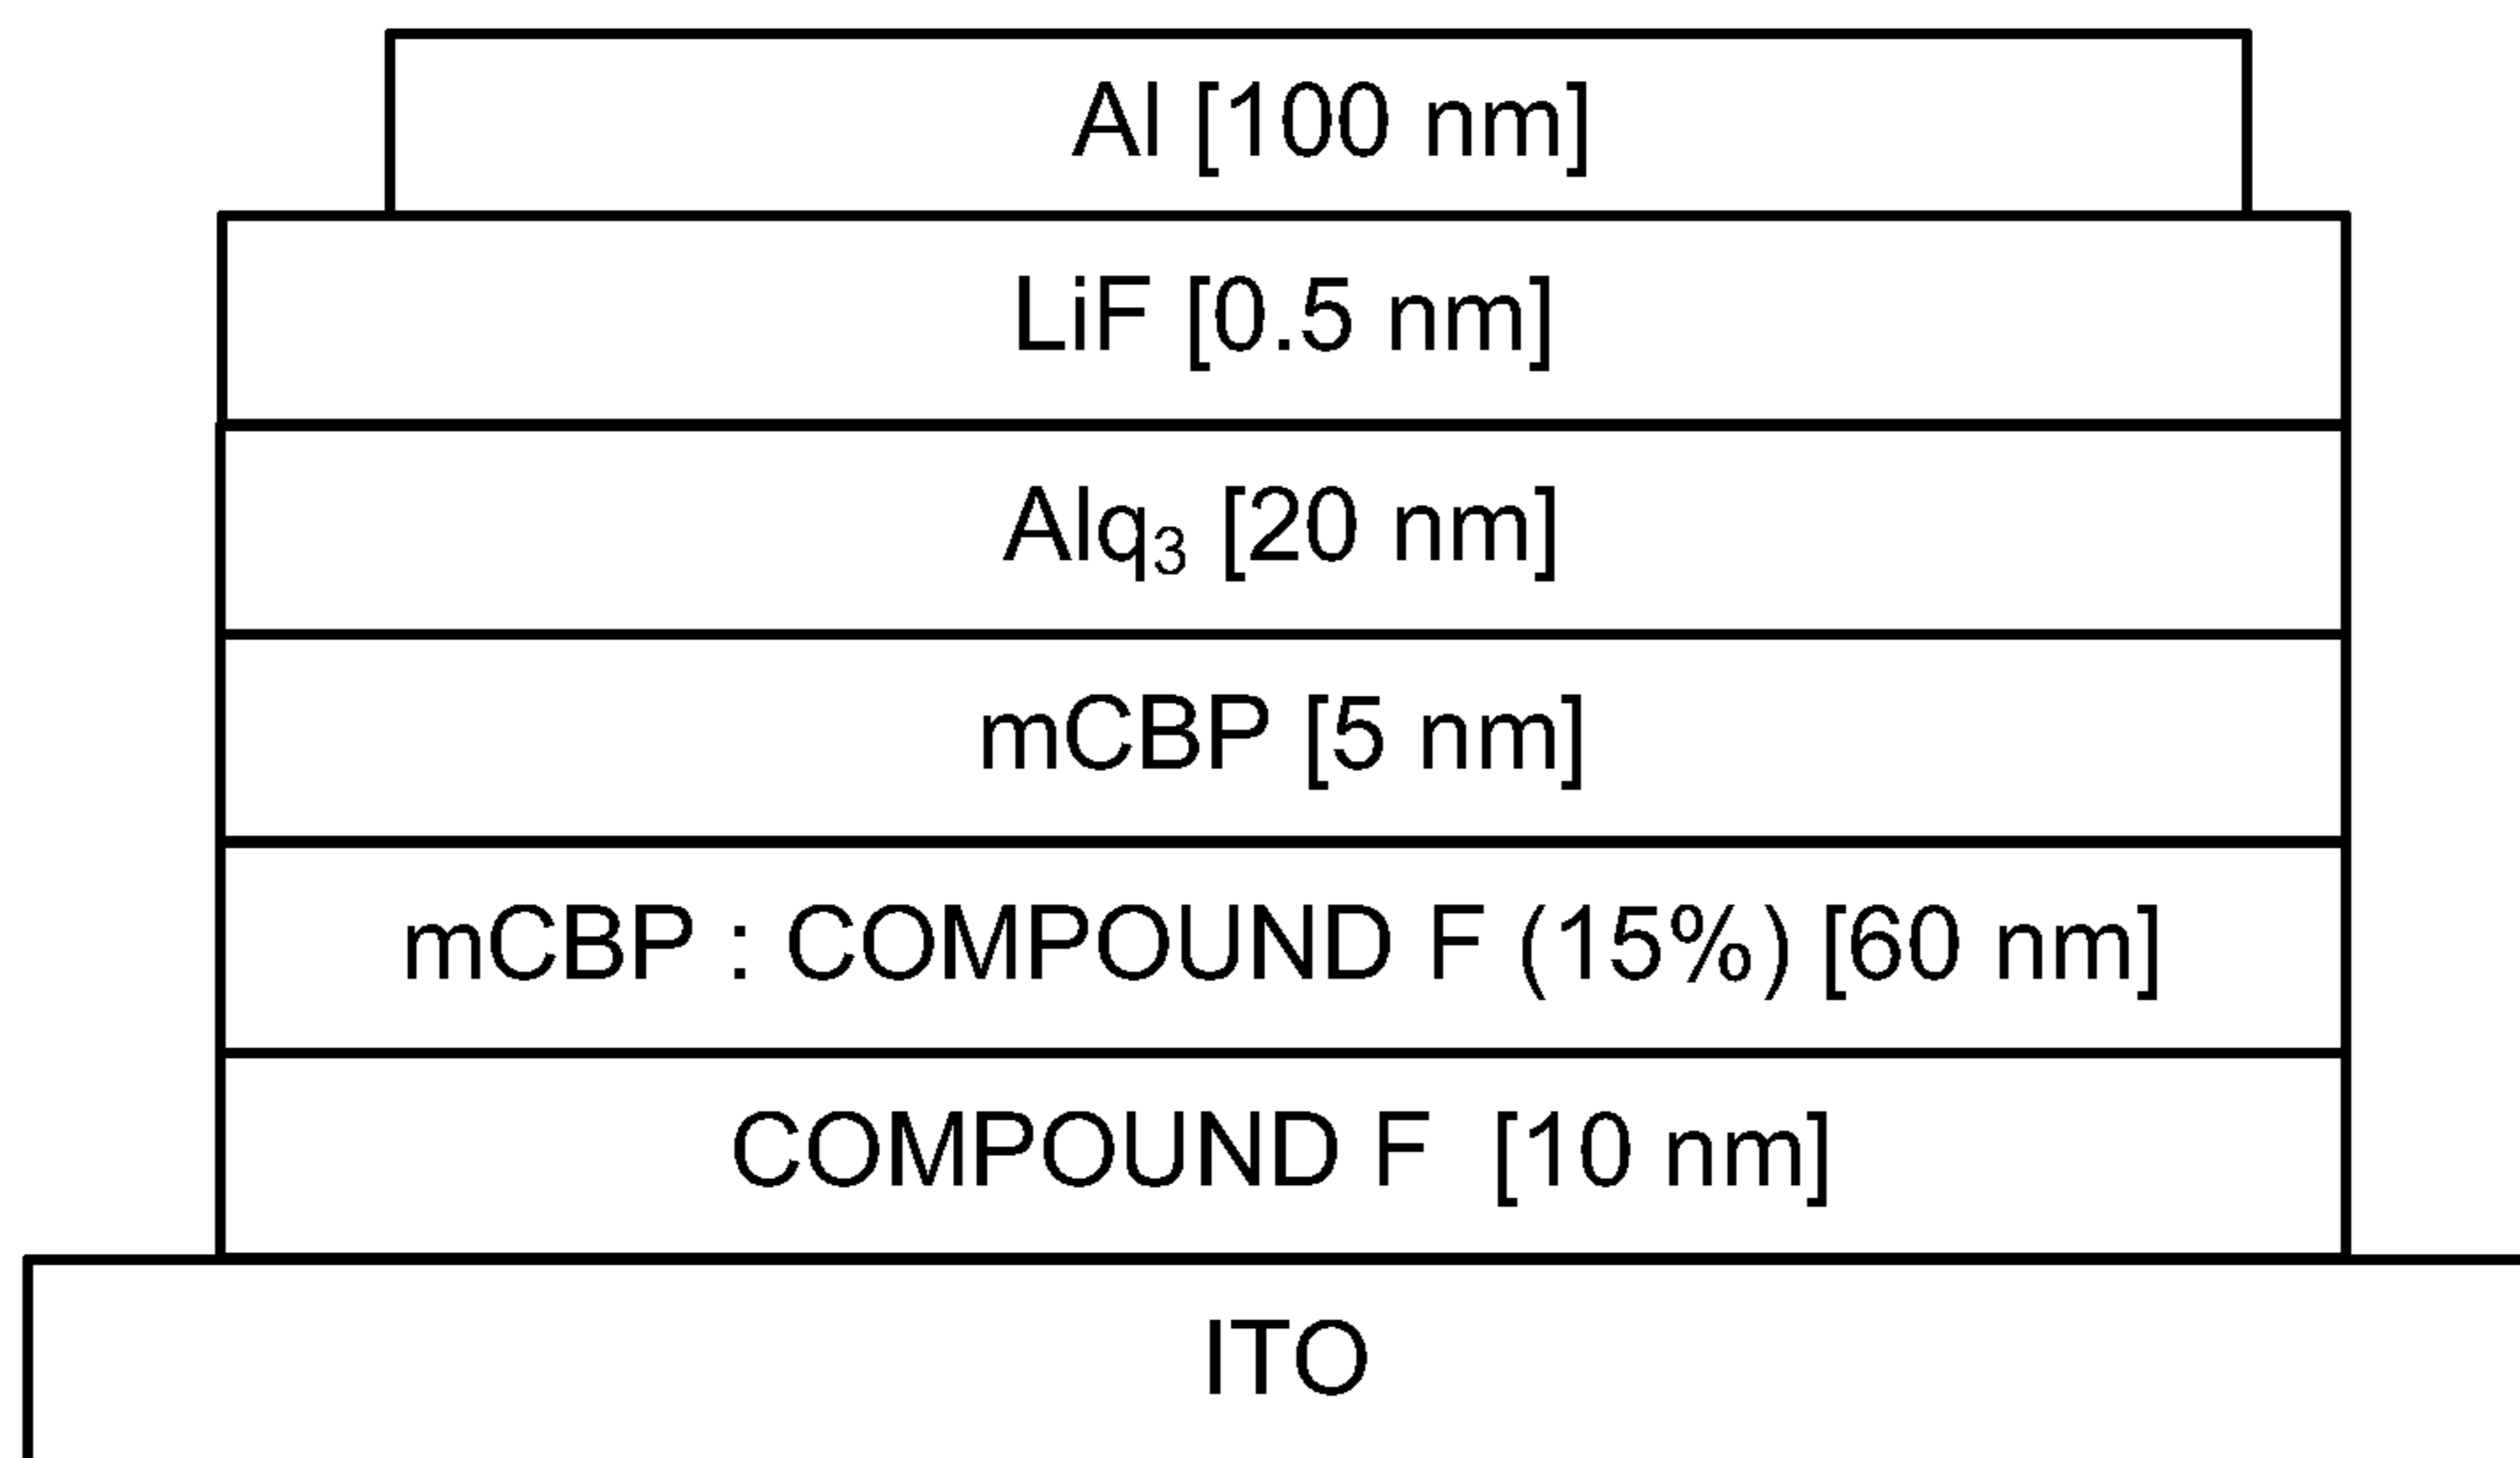 Al [100 nm]
LiF [0.5 nm]
Alq₃ [20 nm]
mCBP [5 nm]
mCBP : COMPOUND F (15%) [60 nm]
COMPOUND F [10 nm]
ITO